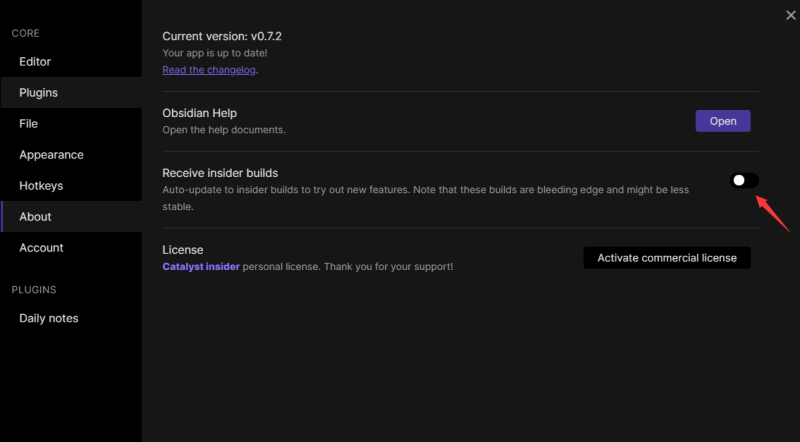 CORE
Editor
Plugins
File
Appearance
Hotkeys
About
Account
PLUGINS
Daily notes
Current version: v0.7.2
Your app is up to date!
Read the changelog.
Obsidian Help
Open the help documents.
Open
Receive insider builds
Auto-update to insider builds to try out new features. Note that these builds are bleeding edge and might be less
stable.
License
Catalyst insider personal license. Thank you for your support!
Activate commercial license